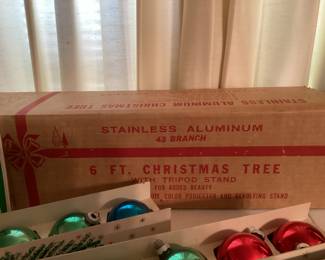 STAINLESS ALUMINUM CHRISTMAS TREE
STAINLESS ALUMINUM
43 BRANCH
6 FT. CHRISTMAS TREE
WITH TRIPOD STAND
FOR ADDED BEAUTY
COLOR PROJECTOR AND REVOLVING STAND